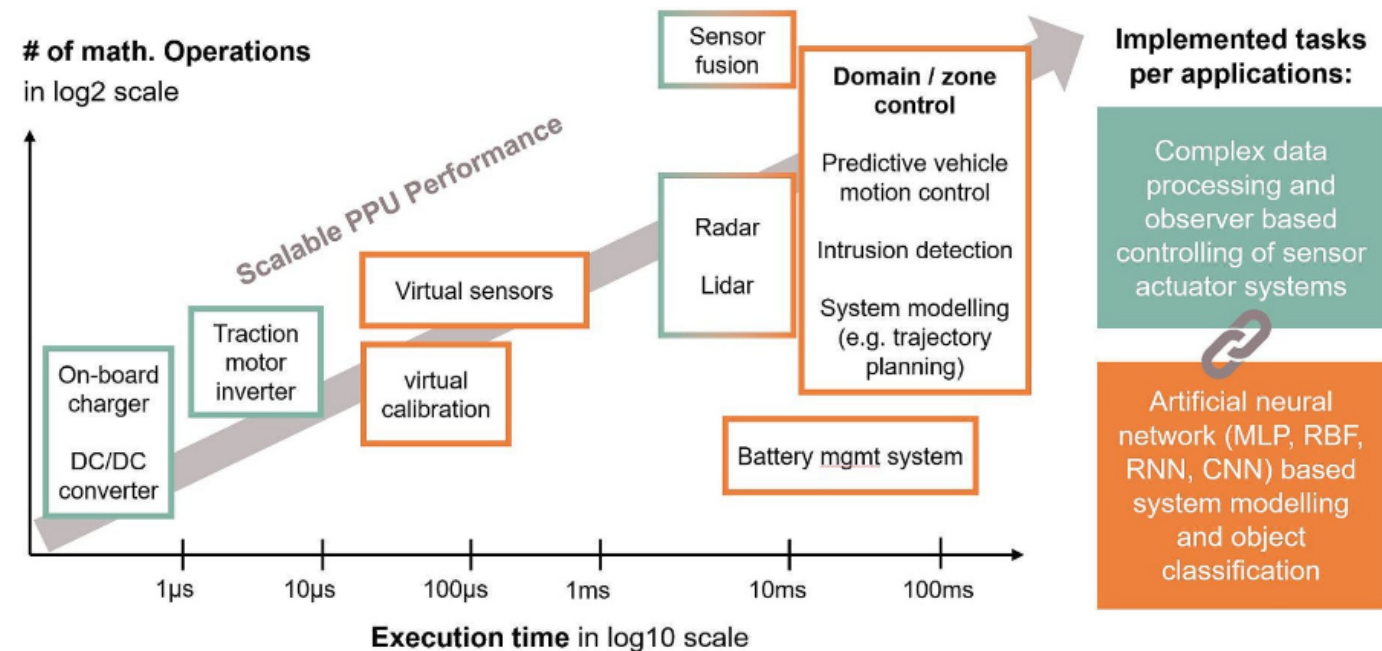 # of math. Operations
in log2 scale
Scalable PPU Performance
On-board
charger
DC/DC
converter
Traction
motor
inverter
Virtual sensors
virtual
calibration
Sensor
fusion
Radar
Lidar
Domain / zone
control
Predictive vehicle
motion control
Intrusion detection
System modelling
(e.g. trajectory
planning)
Battery mgmt system
1µs
10µs
100µs
1ms
10ms
100ms
Execution time in log10 scale
Implemented tasks
per applications:
Complex data
processing and
observer based
controlling of sensor
actuator systems
Artificial neural
network (MLP, RBF,
RNN, CNN) based
system modelling
and object
classification